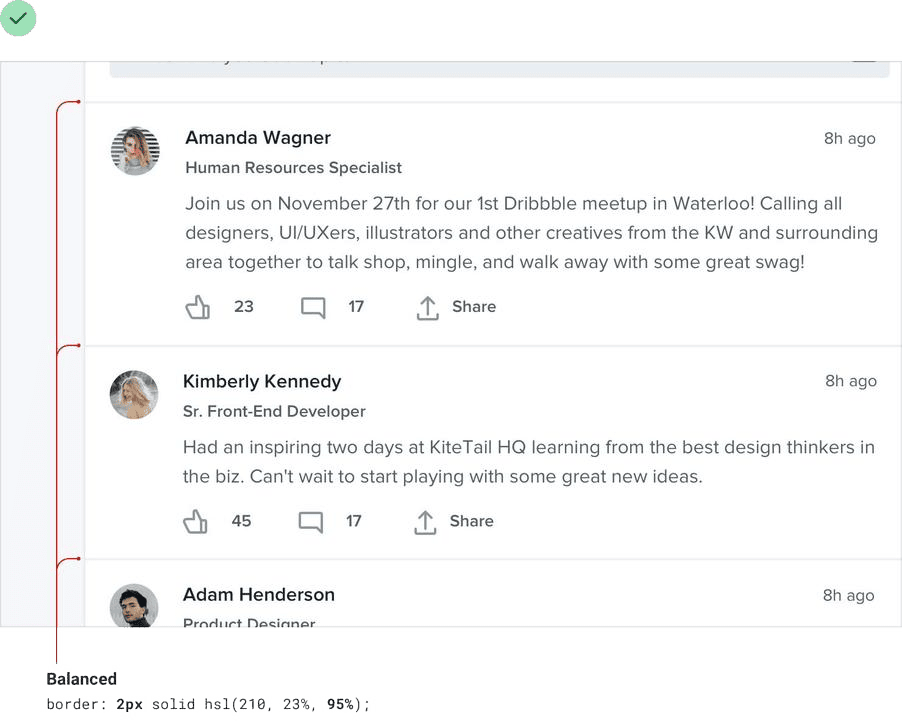 Amanda Wagner
8h ago
Human Resources Specialist
Join us on November 27th for our 1st Dribbble meetup in Waterloo! Calling all
designers, UI/UXers, illustrators and other creatives from the KW and surrounding
area together to talk shop, mingle, and walk away with some great swag!
23 17 Share
Kimberly Kennedy
8h ago
Sr. Front-End Developer
Had an inspiring two days at KiteTail HQ learning from the best design thinkers in
the biz. Can't wait to start playing with some great new ideas.
45 17 Share
Adam Henderson
8h ago
Product Designer
Balanced
border: 2px solid hsl(210, 23%, 95%);